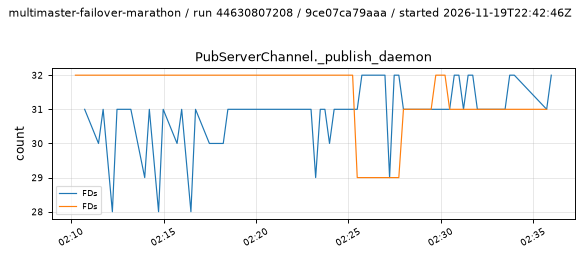 multimaster-failover-marathon / run 44630807208 / 9ce07ca79aaa / started 2026-11-19T22:42:46Z
PubServerChannel._publish_daemon
count
32
31
30
29
28
FDs
FDs
02:10
02:15
02:20
02:25
02:30
02:35